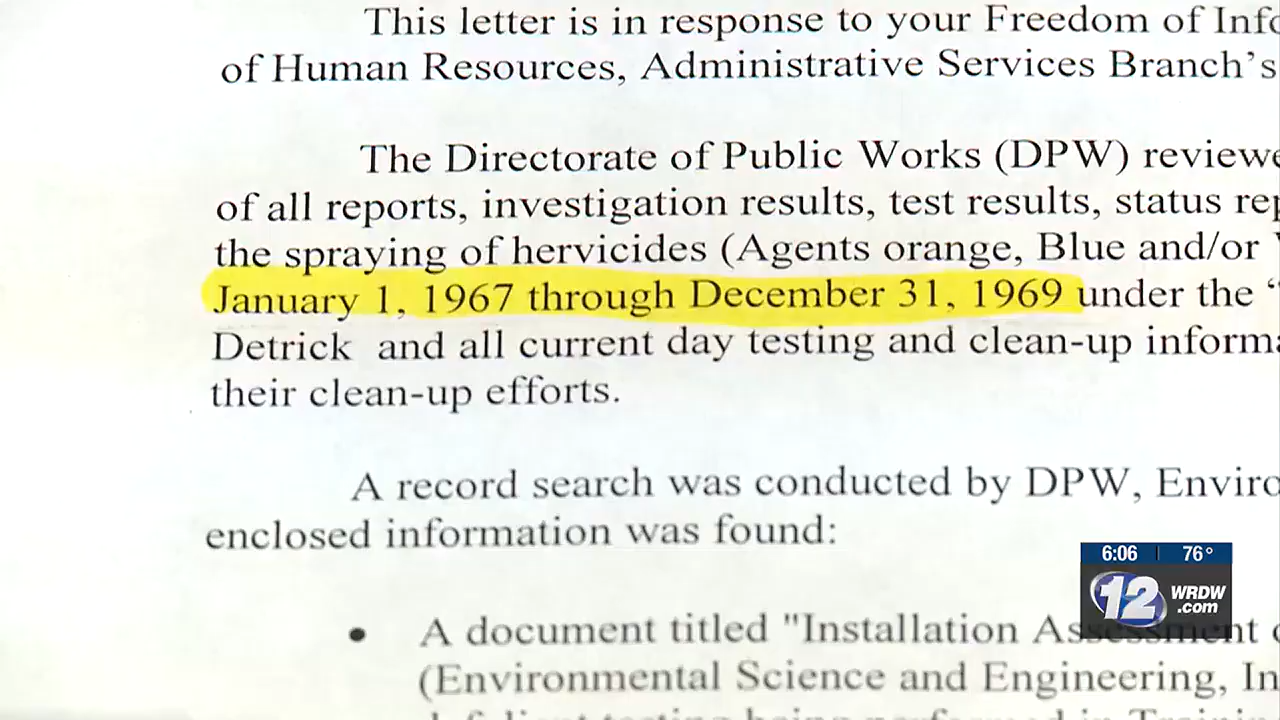 This letter is in response to your Freedom of Info
of Human Resources, Administrative Services Branch's
The Directorate of Public Works (DPW) reviewe
of all reports, investigation results, test results, status rep
the spraying of hervicides (Agents orange, Blue and/or
January 1, 1967 through December 31, 1969 under the "
Detrick and all current day testing and clean-up informa
their clean-up efforts.
A record search was conducted by DPW, Enviro
enclosed information was found:
• A document titled "Installation Assessment
(Environmental Science and Engineering, In
6:06 76°
12 WRDW
.com